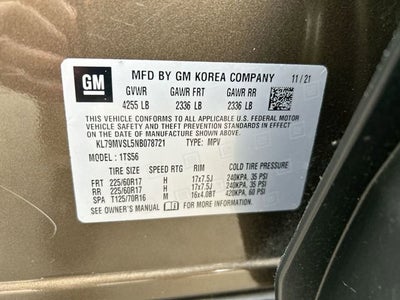 GM
MFD BY GM KOREA COMPANY 11/21
GVWR GAWR FRT GAWR RR
4255 LB 2336 LB 2336 LB
THIS VEHICLE CONFORMS TO ALL APPLICABLE U.S. FEDERAL MOTOR
VEHICLE SAFETY, BUMPER, AND THEFT PREVENTION STANDARDS IN EFFECT
ON THE DATE OF MANUFACTURE SHOWN ABOVE.
KL79MVSL5NB078721 TYPE: MPV
MODEL: 1TS56
TIRE SIZE SPEED RTG RIM COLD TIRE PRESSURE
FRT 225/60R17 H 17x7.5J 240KPA, 35 PSI
RR 225/60R17 H 17x7.5J 240KPA, 35 PSI
SPA T125/70R16 M 16x4.0BT 420KPA, 60 PSI
SEE OWNER'S MANUAL FOR MORE INFORMATION.